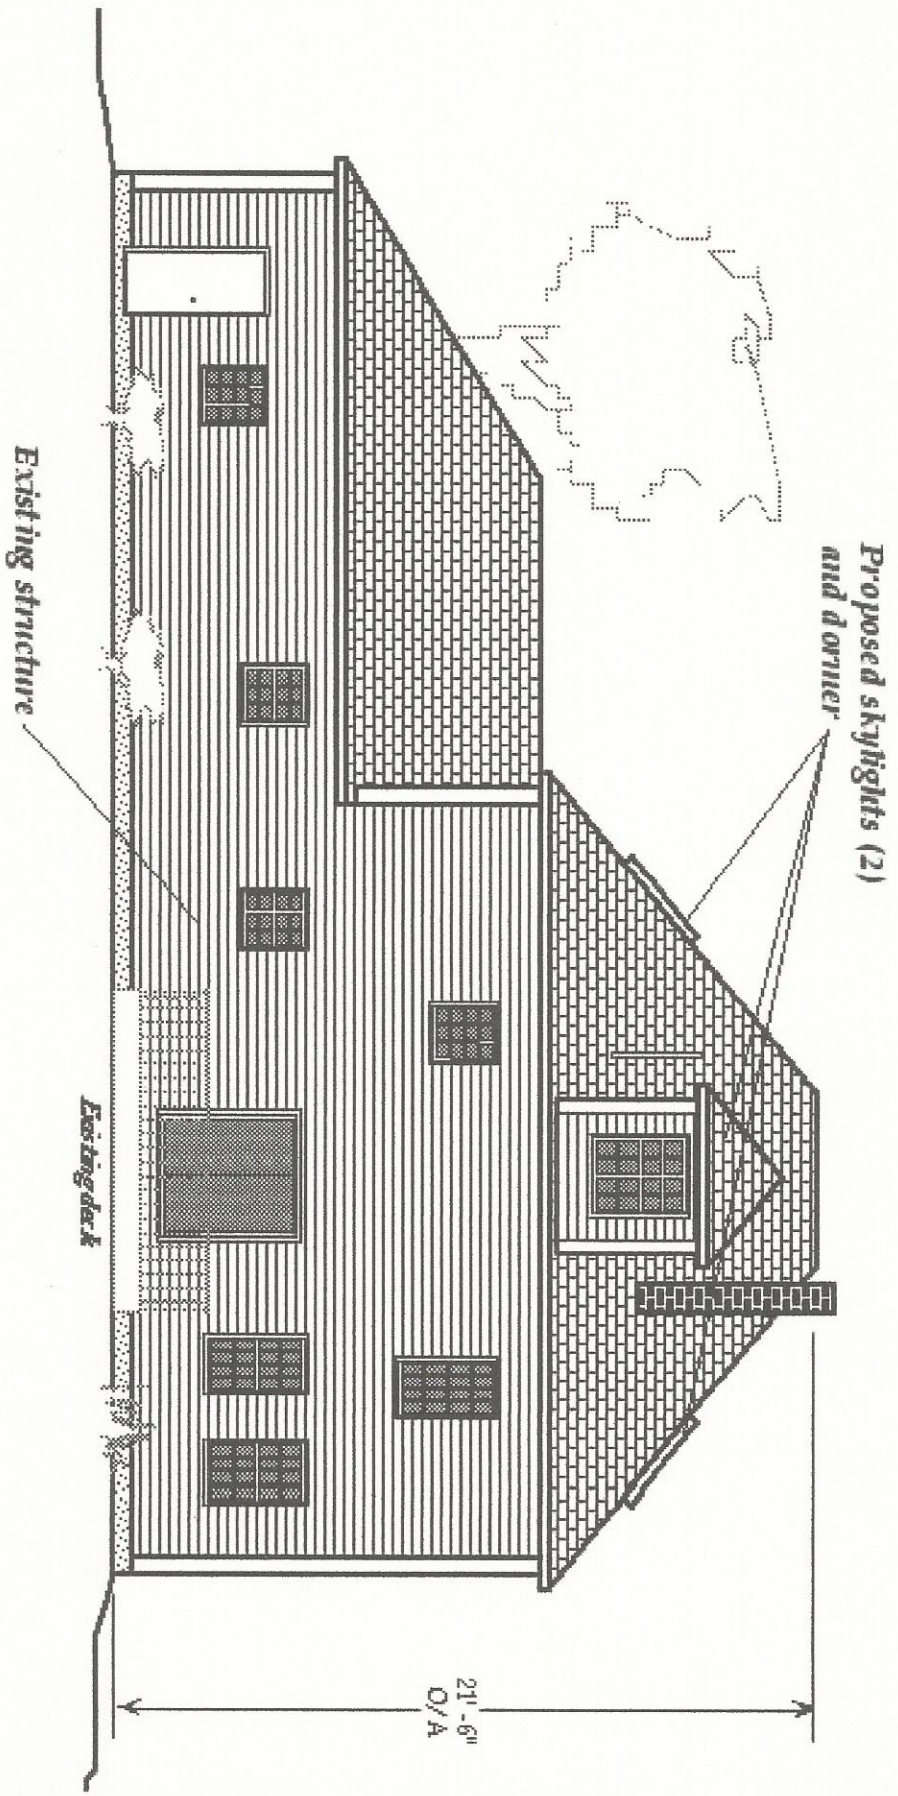 Proposed skylights (2)
and dormer
Existing structure
Existing deck
21'-6"
O/A